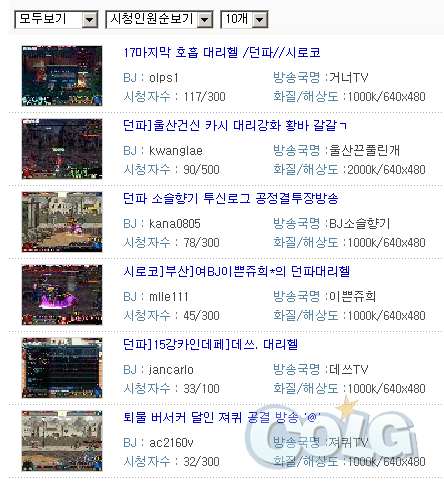 모두보기 시청인원순보기 10개
17마지막 호흡 대리헬 /던파//시로코
BJ : olps1 방송국명 :거너TV
시청자수 : 117/300 화질/해상도 :1000k/640x480
던파]울산건신 카시 대리강화 황바 갈갈ㄱ
BJ : kwanglae 방송국명 :울산끈풀린개
시청자수 : 90/500 화질/해상도 :2000k/640x480
던파 소슬향기 투신로그 공정결투장방송
BJ : kana0805 방송국명 :BJ소슬향기
시청자수 : 78/300 화질/해상도 :1000k/640x480
시로코]부산]여BJ이쁜쥬희*의 던파대리헬
BJ : mlle111 방송국명 :이쁜쥬희
시청자수 : 45/300 화질/해상도 :1000k/640x480
던파]15강카인데페]데쓰. 대리헬
BJ : jancarlo 방송국명 :데쓰TV
시청자수 : 33/100 화질/해상도 :1000k/640x480
퇴물 버서커 달인 져퀴 공결 방송 '@'
BJ : ac2160v 방송국명 :져퀴TV
시청자수 : 32/300 화질/해상도 :1000k/640x480
COLG